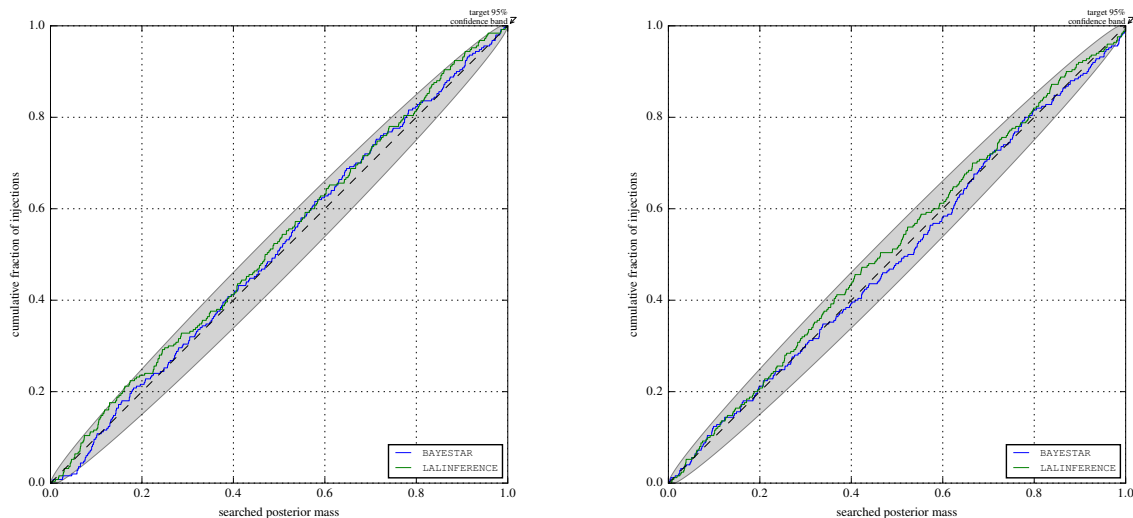 target 95%
confidence band
1.0
0.8
0.6
0.4
0.2
0.0
cumulative fraction of injections
BAYESTAR
LALINFERENCE
0.0 0.2 0.4 0.6 0.8 1.0
searched posterior mass
target 95%
confidence band
1.0
0.8
0.6
0.4
0.2
0.0
cumulative fraction of injections
BAYESTAR
LALINFERENCE
0.0 0.2 0.4 0.6 0.8 1.0
searched posterior mass